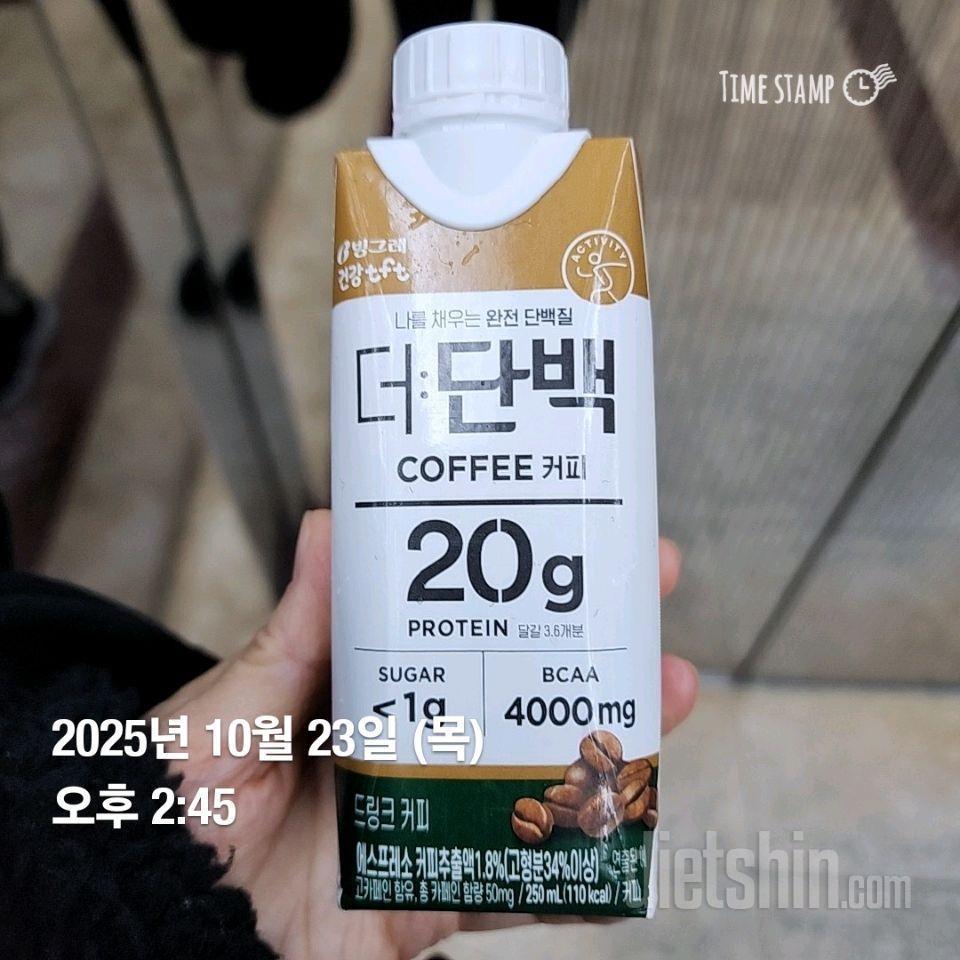 TIME STAMP
빙그레
건강 tft
ACTIVITY
나를 채우는 완전 단백질
더:단백
COFFEE 커피
20g
PROTEIN 달걀 3.6개분
SUGAR
<1g
BCAA
4000mg
2025년 10월 23일 (목)
오후 2:45
드링크 커피
에스프레소 커피추출액1.8%(고형분34%이상)
고카페인 함유, 총 카페인 함량 50mg / 250 mL (110 kcal) / 커피
Dietshin.com